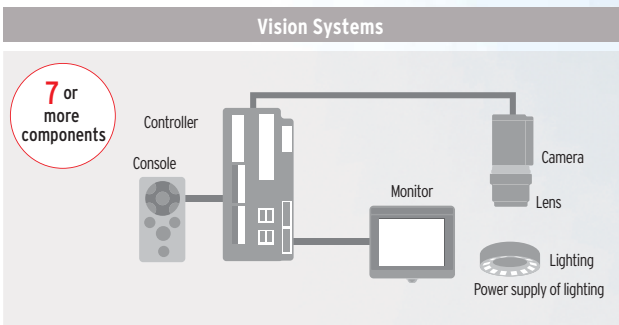 Vision Systems
7 or
more
components
Controller
Console
Monitor
Camera
Lens
Lighting
Power supply of lighting